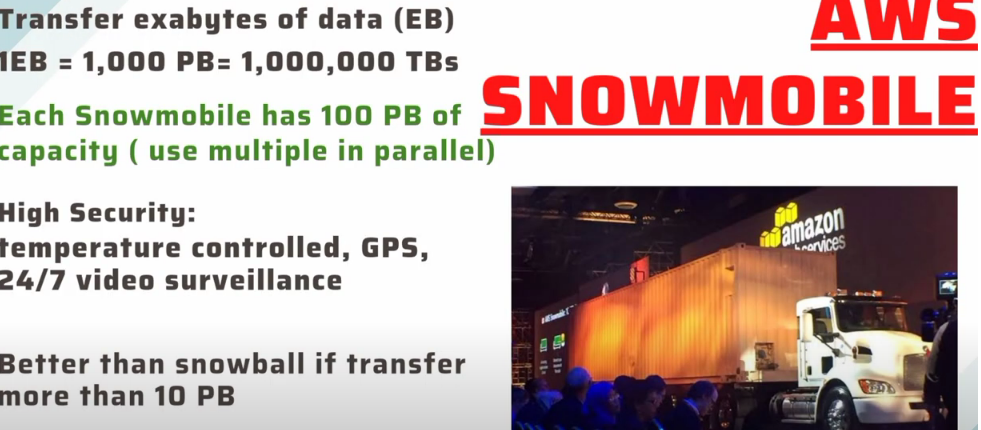 Transfer exabytes of data (EB)
1EB = 1,000 PB= 1,000,000 TBs
Each Snowmobile has 100 PB of
capacity ( use multiple in parallel)
High Security:
temperature controlled, GPS,
24/7 video surveillance
Better than snowball if transfer
more than 10 PB
AWS
SNOWMOBILE
amazon
services